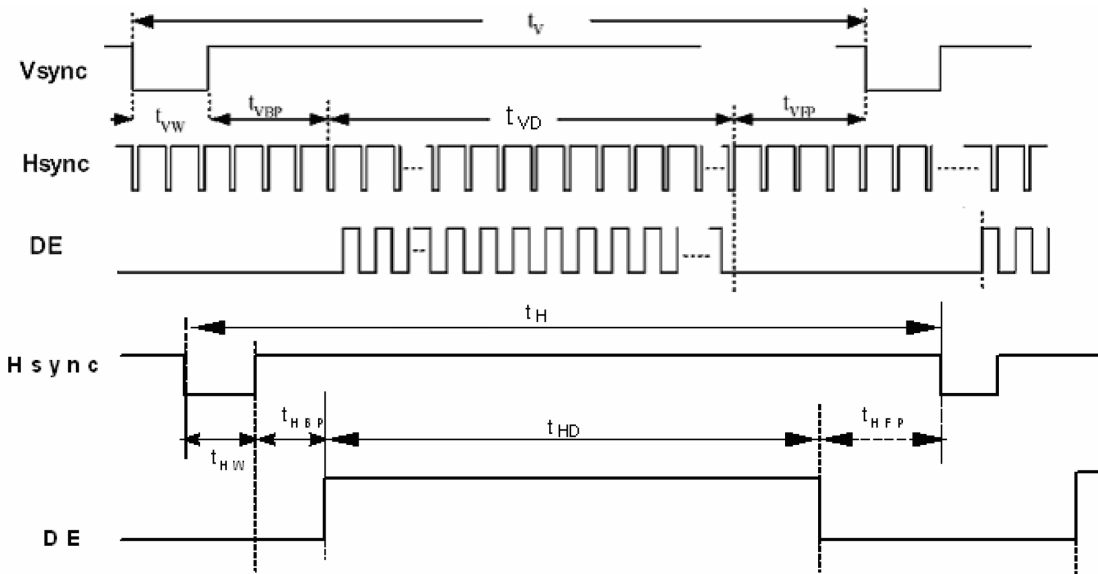 tV
Vsync
tVW tVBP tVD tVFP
Hsync
DE
tH
Hsync
tHBP tHD tHFP
tHW
DE